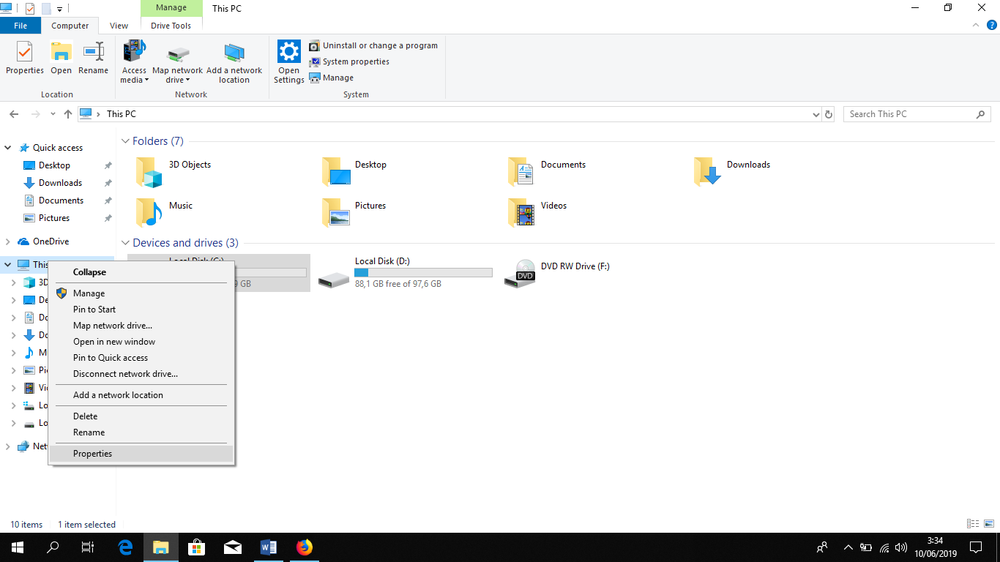 Manage
This PC
File
Computer
View
Drive Tools
Properties
Open
Rename
Access media
Map network drive
Add a network location
Open Settings
Uninstall or change a program
System properties
Manage
Location
Network
System
This PC
Search This PC
Quick access
Desktop
Downloads
Documents
Pictures
OneDrive
This
3D
De
Do
Do
M
Pic
Vi
Lo
Lo
Net
Collapse
Manage
Pin to Start
Map network drive...
Open in new window
Pin to Quick access
Disconnect network drive...
Add a network location
Delete
Rename
Properties
Folders (7)
3D Objects
Desktop
Documents
Downloads
Music
Pictures
Videos
Devices and drives (3)
Local Disk (C:)
9 GB
Local Disk (D:)
88,1 GB free of 97,6 GB
DVD RW Drive (F:)
DVD
10 items
1 item selected
3:34
10/06/2019